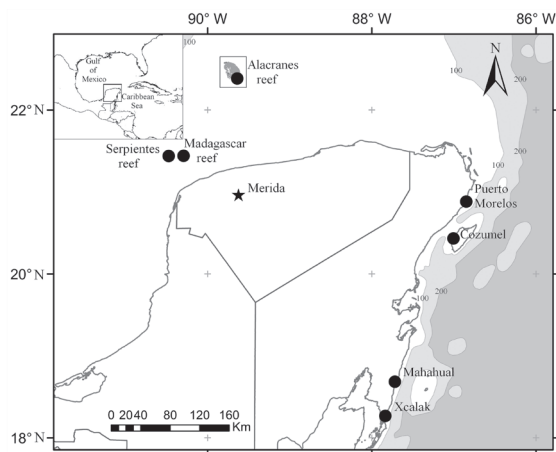 90 °W
88 °W
86 °W
100
Gulf
of
Mexico
Caribbean
Sea
Alacranes
reef
N
100
200
22°N
Serpientes
reef
Madagascar
reef
200
100
Merida
Puerto
Morelos
Cozumel
20°N
200
100
Mahahual
Xcalak
0 20 40 80 120 160
Km
18°N